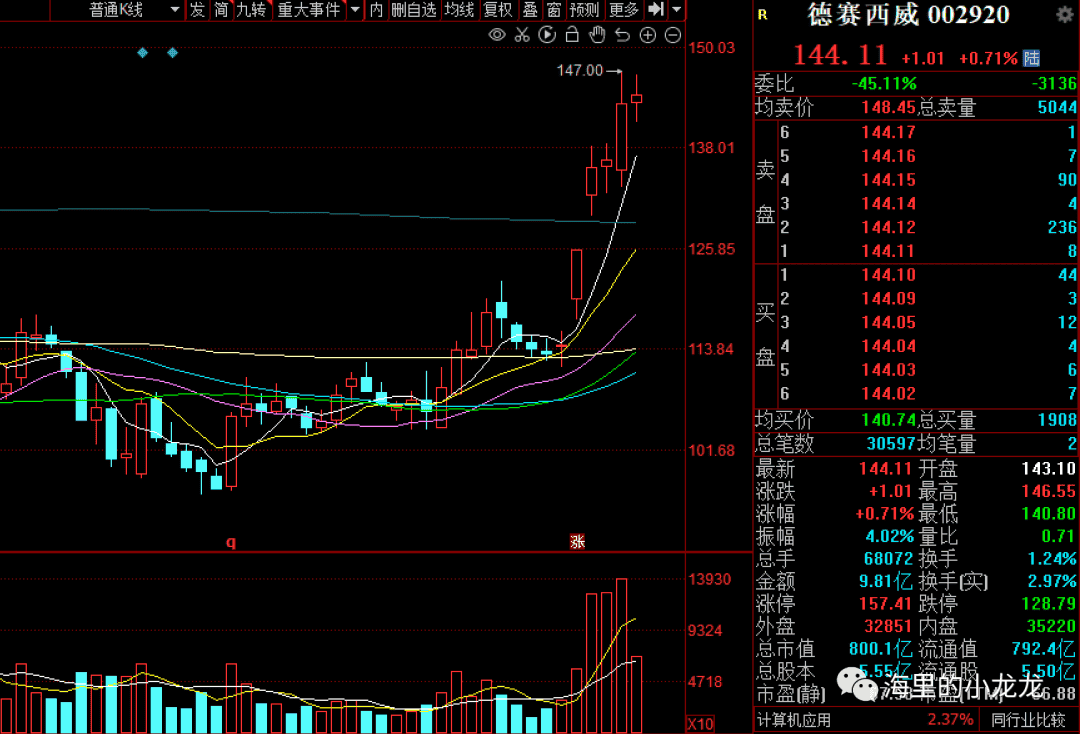 普通K线 发 简 九转 重大事件 内 删自选 均线 复权 叠 窗 预测 更多
R 德赛西威 002920
144.11 +1.01 +0.71% 陆
委比 -45.11% -3136
均卖价 148.45 总卖量 5044
卖盘
6 144.17 1
5 144.16 7
4 144.15 90
3 144.14 4
2 144.12 236
1 144.11 8
买盘
1 144.10 44
2 144.09 3
3 144.05 12
4 144.04 4
5 144.03 6
6 144.02 7
均买价 140.74 总买量 1908
总笔数 30597 均笔量 2
最新 144.11 开盘 143.10
涨跌 +1.01 最高 146.55
涨幅 +0.71% 最低 140.80
振幅 4.02% 量比 0.71
总手 68072 换手 1.24%
金额 9.81亿 换手(实) 2.97%
涨停 157.41 跌停 128.79
外盘 32851 内盘 35220
总市值 800.1亿 流通值 792.4亿
总股本 5.55亿 流通股 5.50亿
市盈(静)
海里的小龙龙
计算机应用 2.37% 同行业比较
147.00
150.03
138.01
125.85
113.84
101.68
q 涨
13930
9324
4718
X10